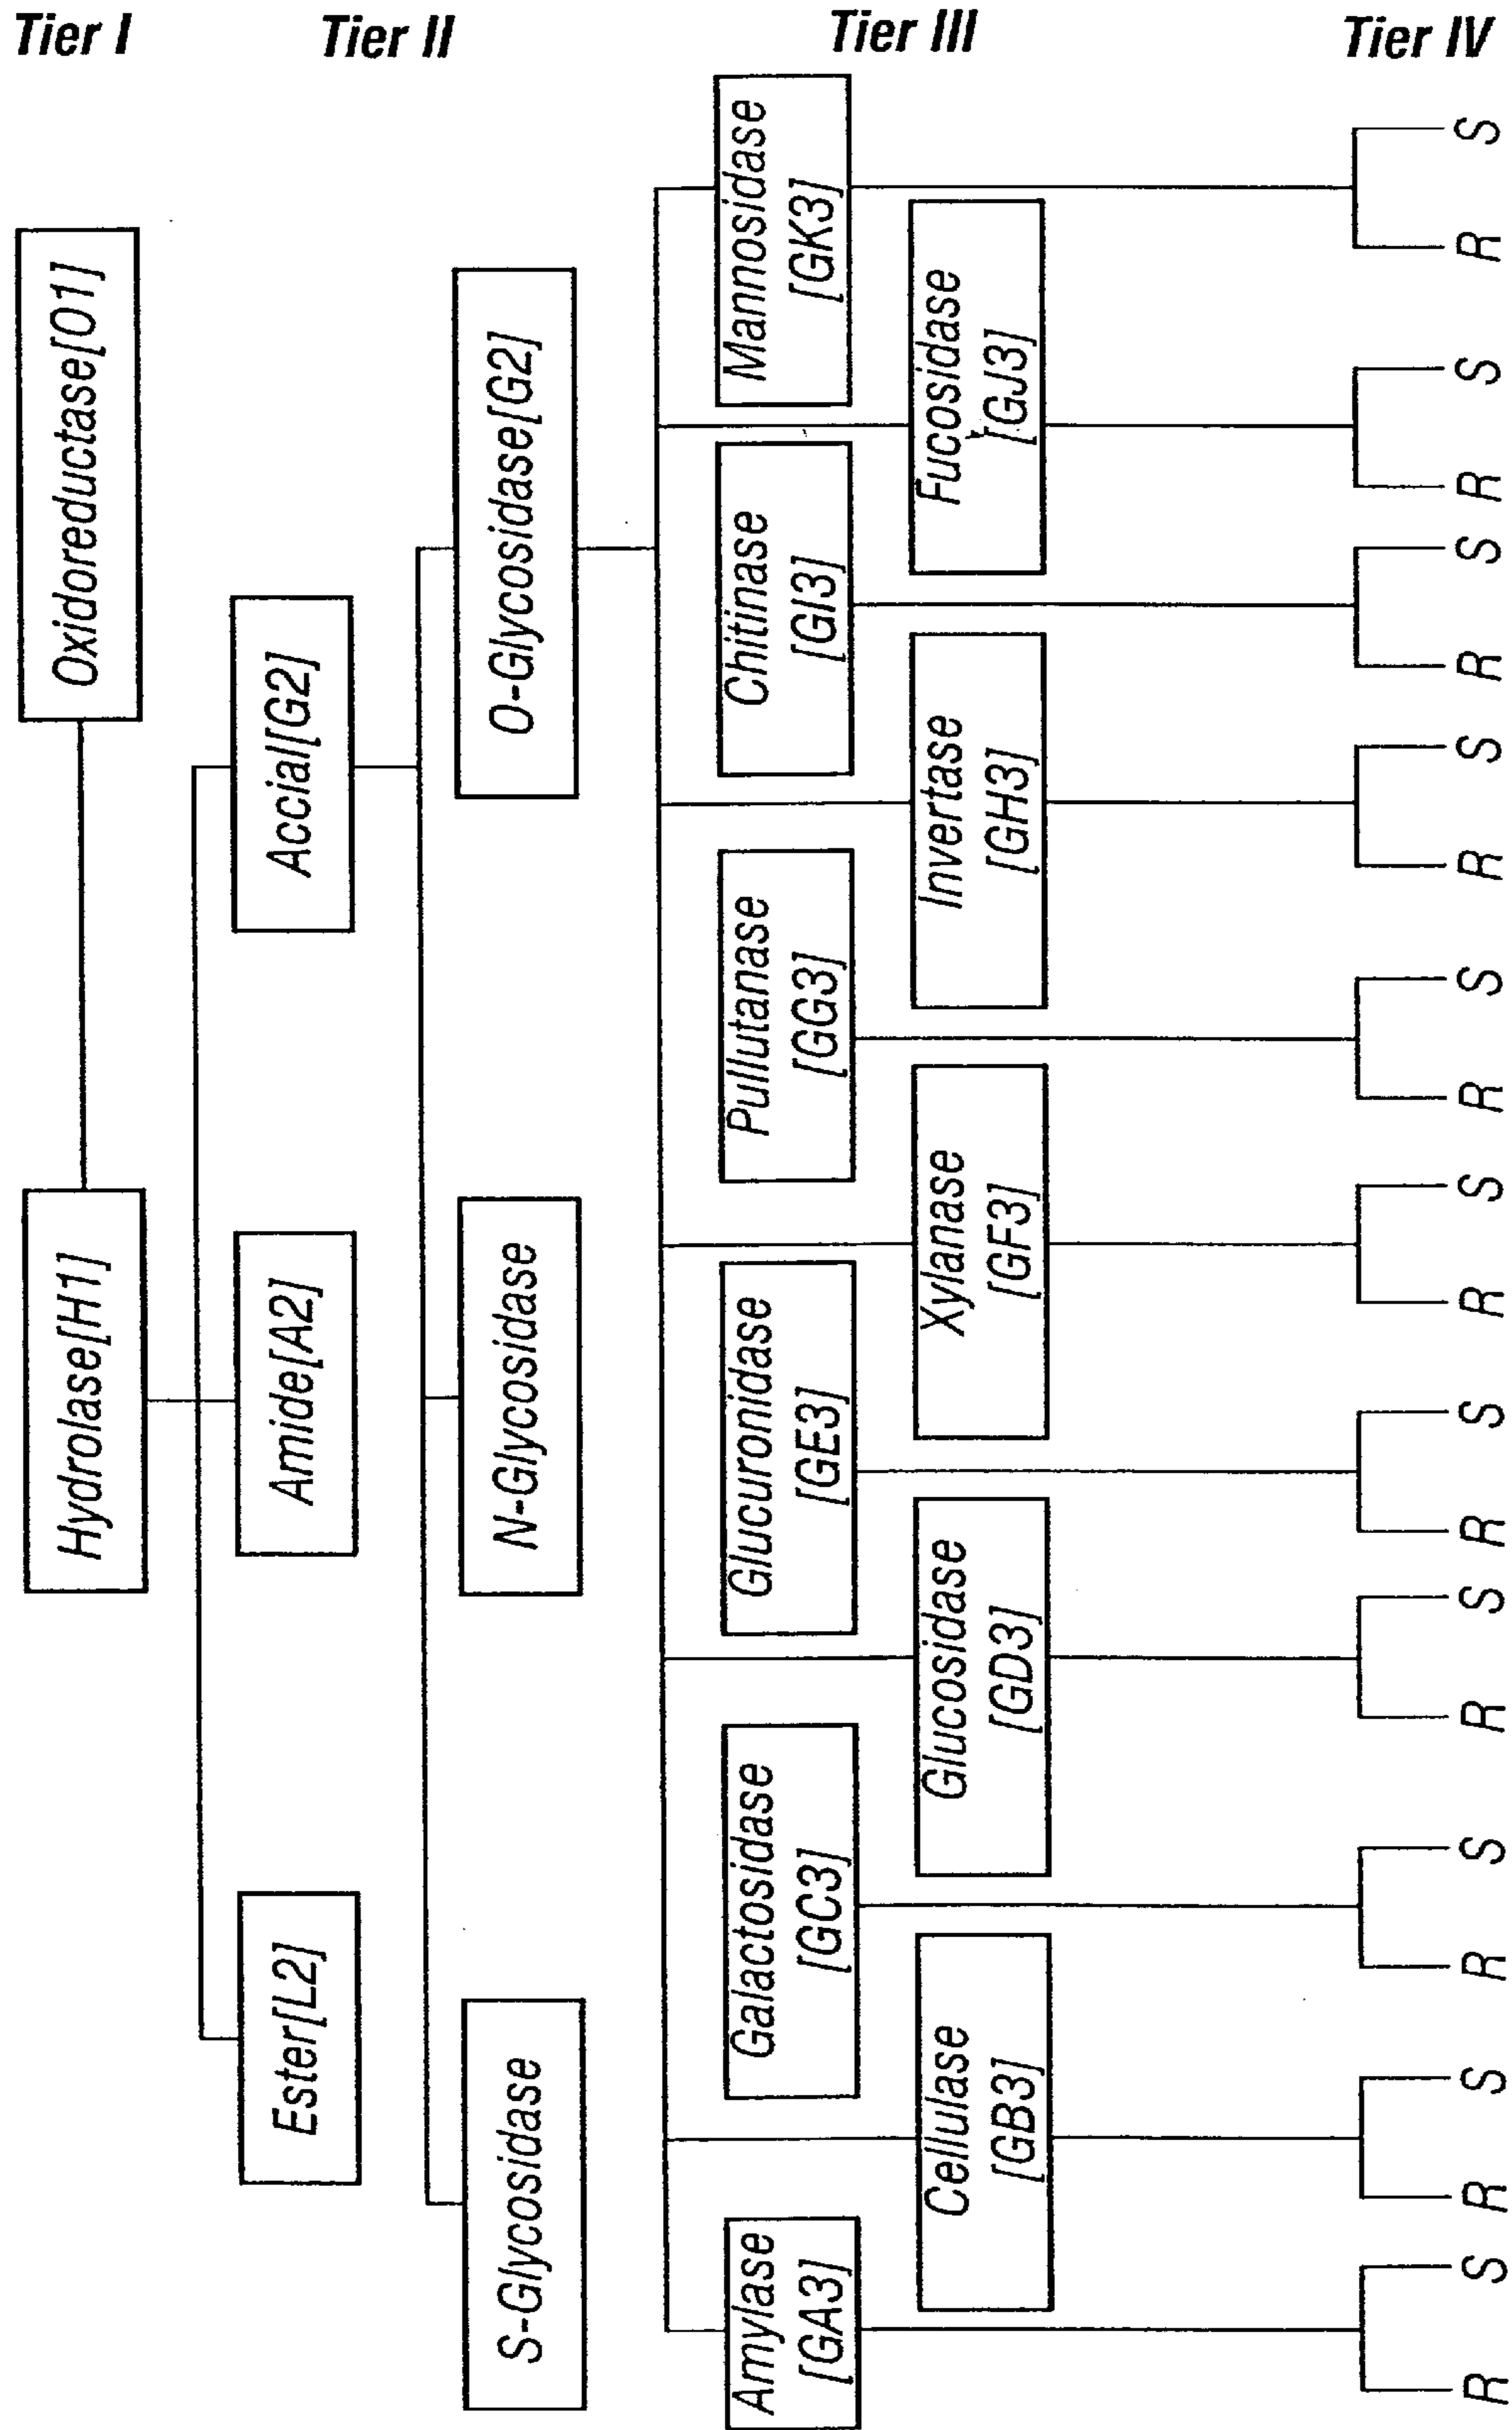 Tier I
Tier II
Tier III
Tier IV
Hydrolase[H1]
Oxidoreductase[O1]
Ester[L2]
Amide[A2]
Accial[G2]
S-Glycosidase
N-Glycosidase
O-Glycosidase[G2]
Amylase
[GA3]
Galactosidase
[GC3]
Glucuronidase
[GE3]
Pullutanase
[GG3]
Chitinase
[GI3]
Mannosidase
[GK3]
Cellulase
[GB3]
Glucosidase
[GD3]
Xylanase
[GF3]
Invertase
[GH3]
Fucosidase
[GJ3]
R S R S R S R S R S R S R S R S R S R S R S